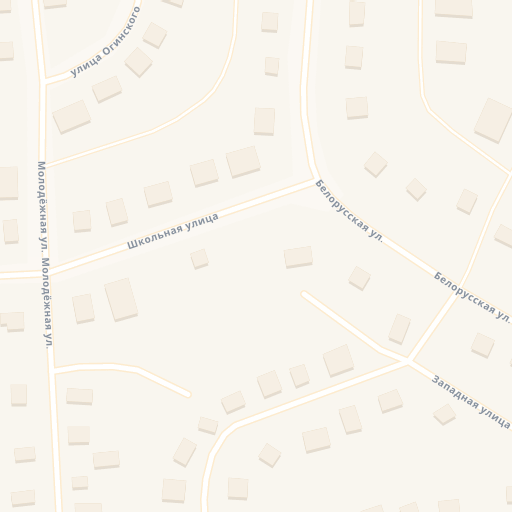 улица Огинского
Молодёжная ул.
Молодёжная ул.
Школьная улица
Белорусская ул.
Белорусская ул.
Западная улица